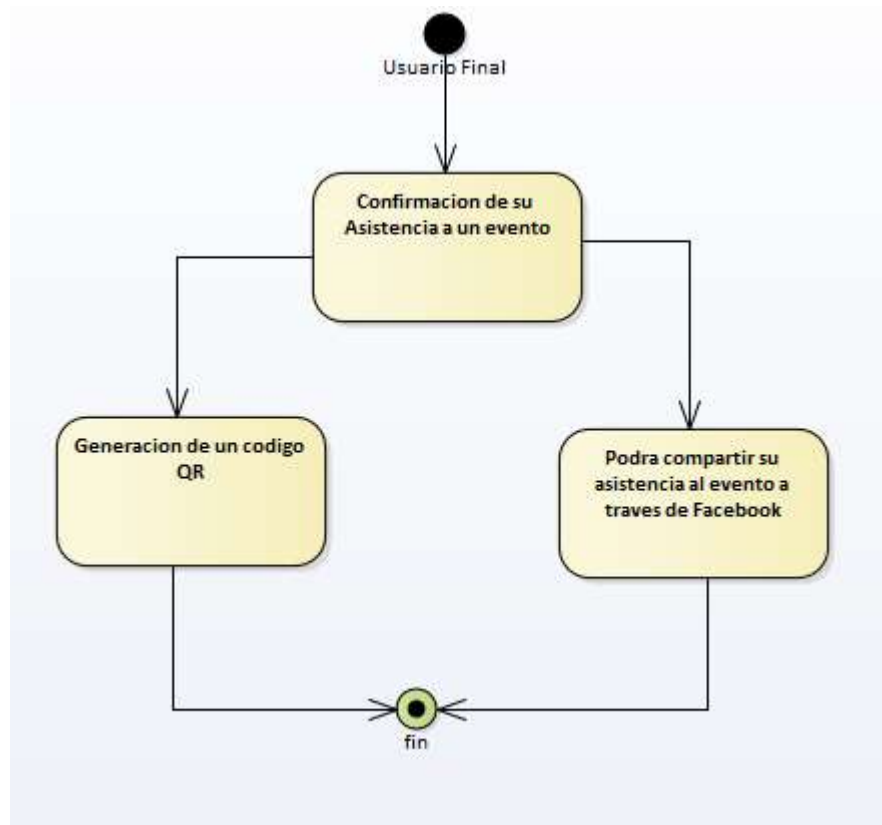 Usuario Final
Confirmacion de su
Asistencia a un evento
Generacion de un codigo
QR
Podra compartir su
asistencia al evento a
traves de Facebook
fin